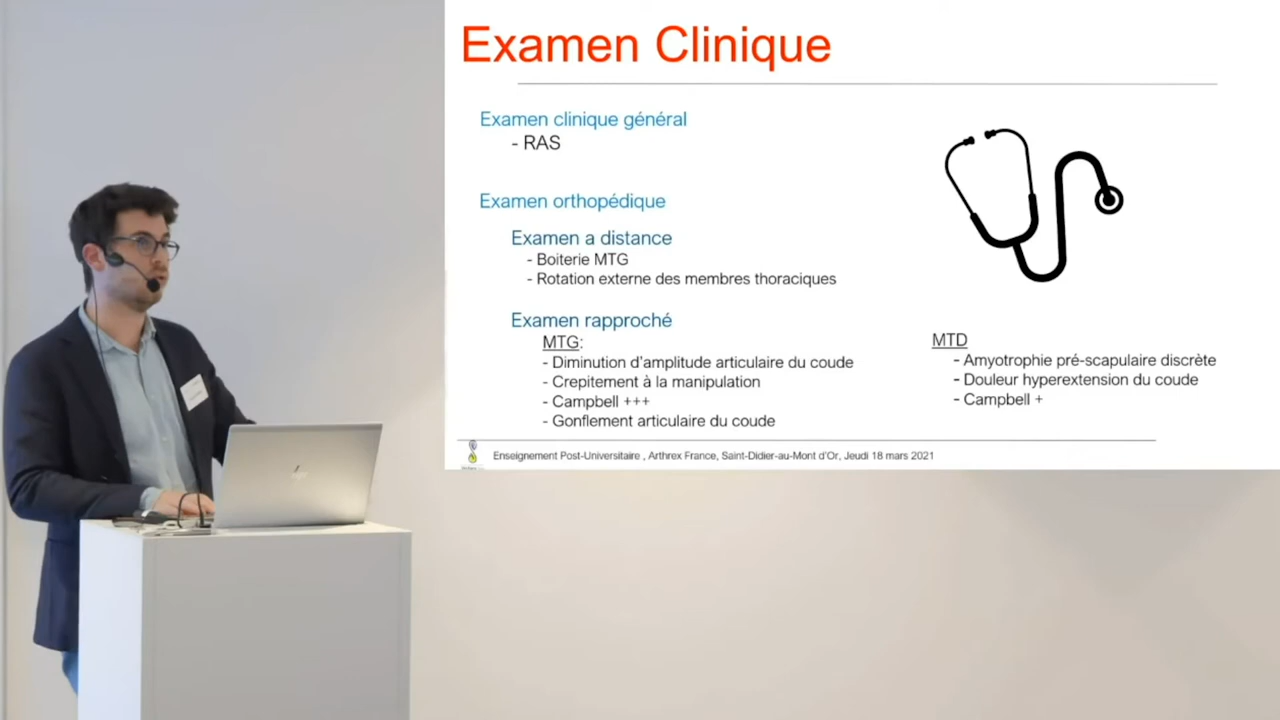 Examen Clinique
Examen clinique général
- RAS
Examen orthopédique
Examen a distance
- Boiterie MTG
- Rotation externe des membres thoraciques
Examen rapproché
MTG:
- Diminution d’amplitude articulaire du coude
- Crepitement à la manipulation
- Campbell +++
- Gonflement articulaire du coude
MTD
- Amyotrophie pré-scapulaire discrète
- Douleur hyperextension du coude
- Campbell +
Enseignement Post-Universitaire , Arthrex France, Saint-Didier-au-Mont d’Or, Jeudi 18 mars 2021
hp